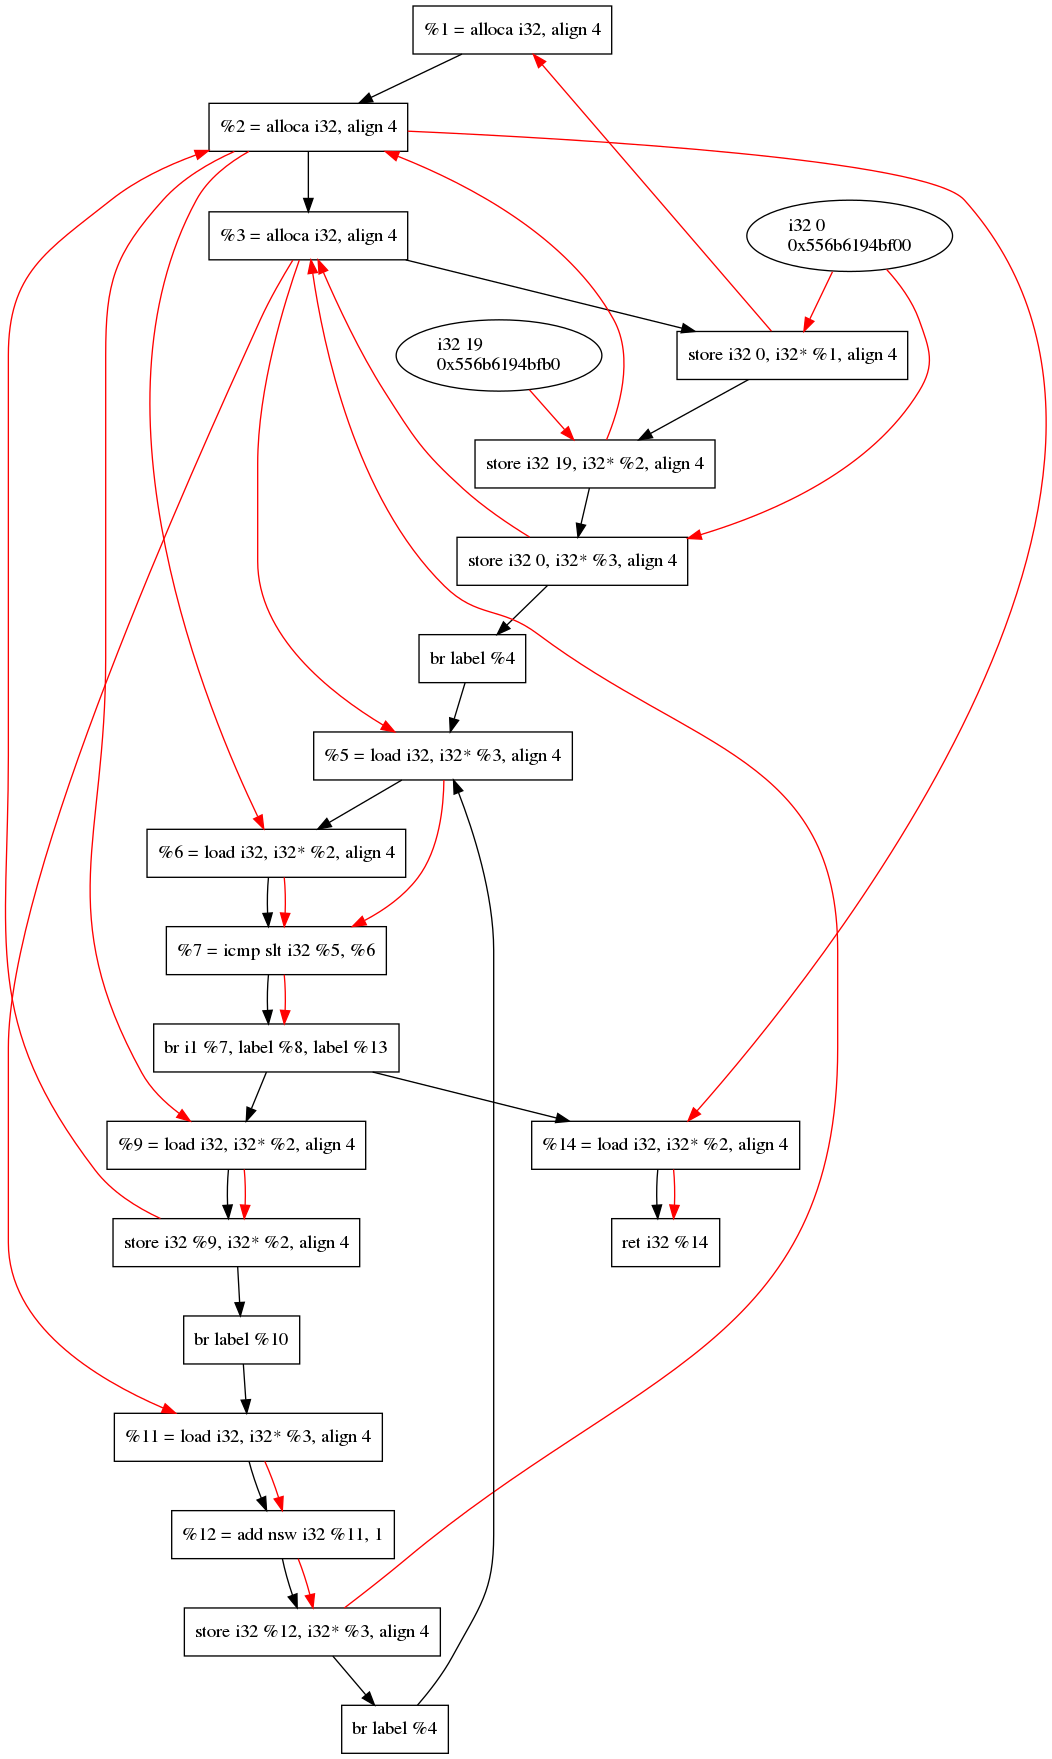 %1 = alloca i32, align 4
%2 = alloca i32, align 4
%3 = alloca i32, align 4
i32 0
0x556b6194bf00
store i32 0, i32* %1, align 4
i32 19
0x556b6194bfb0
store i32 19, i32* %2, align 4
store i32 0, i32* %3, align 4
br label %4
%5 = load i32, i32* %3, align 4
%6 = load i32, i32* %2, align 4
%7 = icmp slt i32 %5, %6
br i1 %7, label %8, label %13
%9 = load i32, i32* %2, align 4
%14 = load i32, i32* %2, align 4
store i32 %9, i32* %2, align 4
ret i32 %14
br label %10
%11 = load i32, i32* %3, align 4
%12 = add nsw i32 %11, 1
store i32 %12, i32* %3, align 4
br label %4